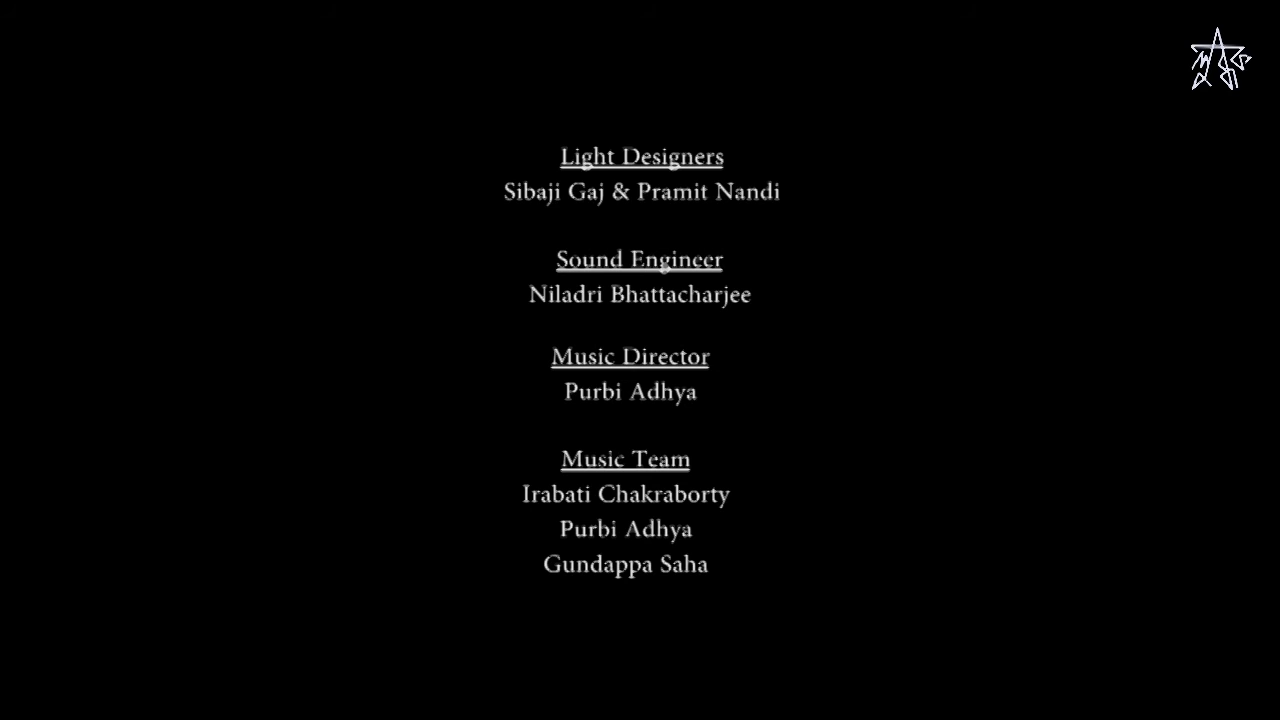 Light Designers
Sibaji Gaj & Pramit Nandi
Sound Engineer
Niladri Bhattacharjee
Music Director
Purbi Adhya
Music Team
Irabati Chakraborty
Purbi Adhya
Gundappa Saha